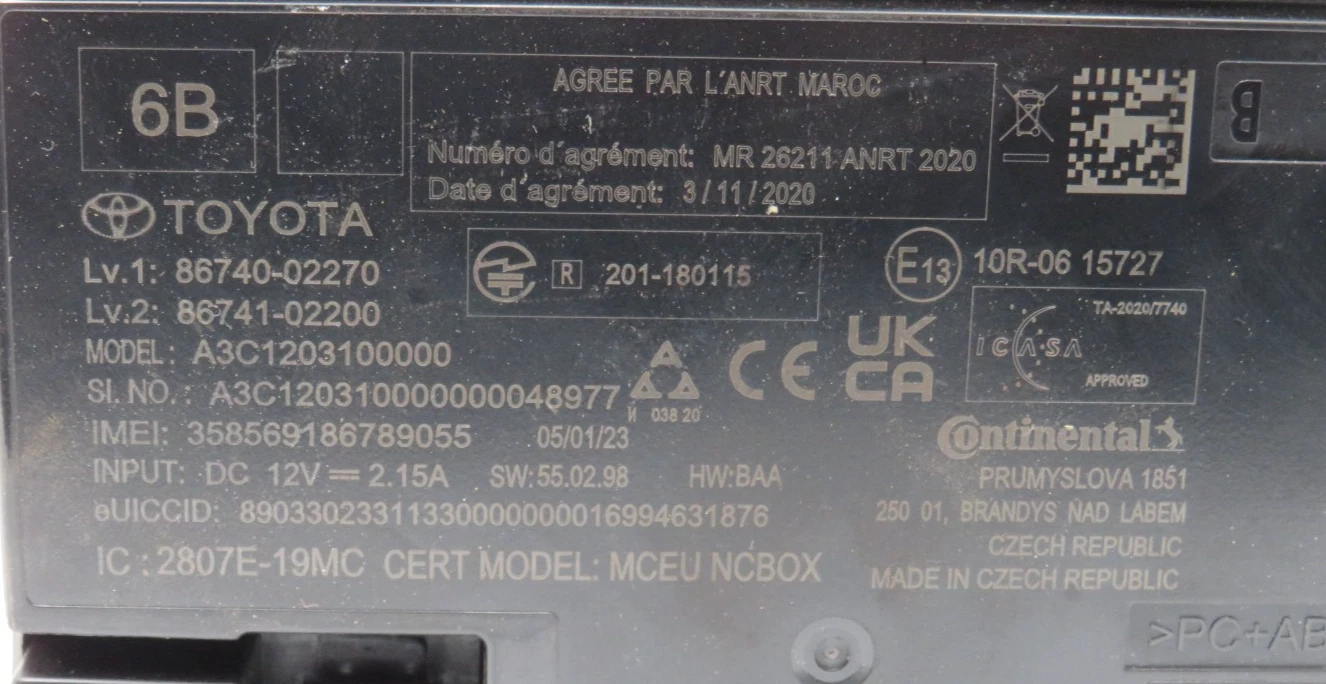 6B
AGREE PAR L'ANRT MAROC
Numéro d'agrément: MR 26211 ANRT 2020
Date d'agrément: 3/11/2020
B
TOYOTA
Lv.1: 86740-02270
Lv.2: 86741-02200
R 201-180115
E13 10R-06 15727
TA-2020/7740
ICASA
APPROVED
MODEL: A3C1203100000
SI. NO.: A3C1203100000000048977
И 038 20
CE
UK
CA
IMEI: 358569186789055 05/01/23
INPUT: DC 12V 2.15A SW:55.02.98 HW:BAA
eUICCID: 89033023311330000000016994631876
IC : 2807E-19MC CERT MODEL: MCEU NCBOX
Continental
PRUMYSLOVA 1851
250 01, BRANDYS NAD LABEM
CZECH REPUBLIC
MADE IN CZECH REPUBLIC
>PC+AB